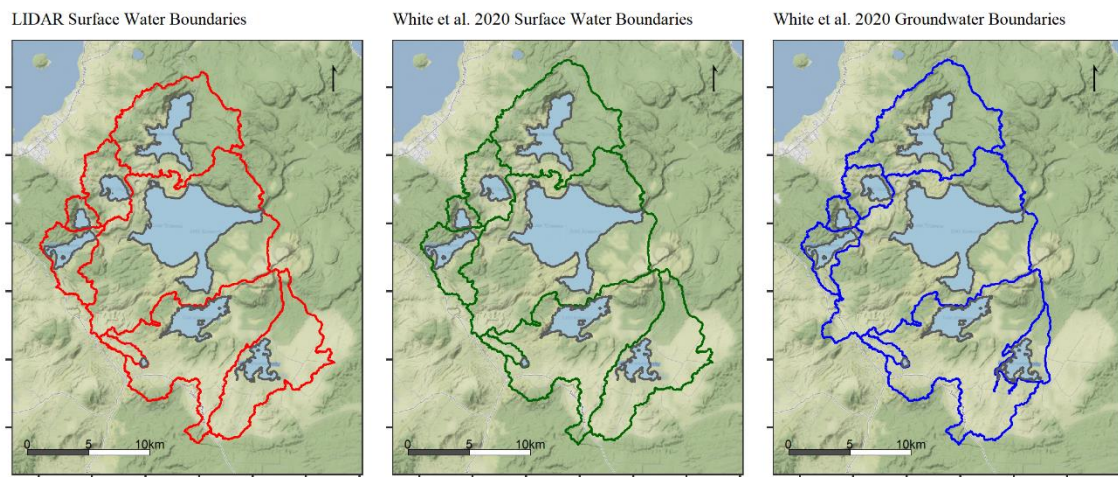 LIDAR Surface Water Boundaries
White et al. 2020 Surface Water Boundaries
White et al. 2020 Groundwater Boundaries
0 5 10km
0 5 10km
0 5 10km